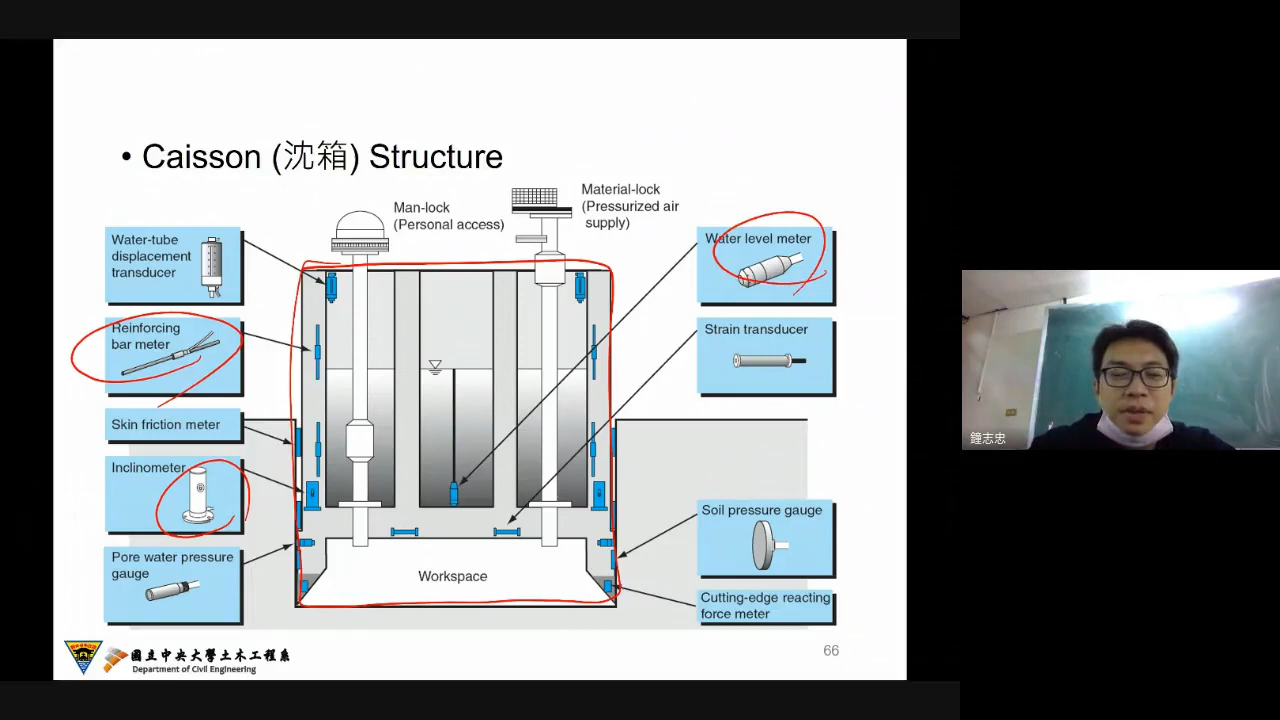 • Caisson (沈箱) Structure
Man-lock
(Personal access)
Material-lock
(Pressurized air
supply)
Water-tube
displacement
transducer
Reinforcing
bar meter
Skin friction meter
Inclinometer
Pore water pressure
gauge
Water level meter
Strain transducer
Soil pressure gauge
Cutting-edge reacting
force meter
Workspace
國立中央大學土木工程系
Department of Civil Engineering
66
鐘志忠